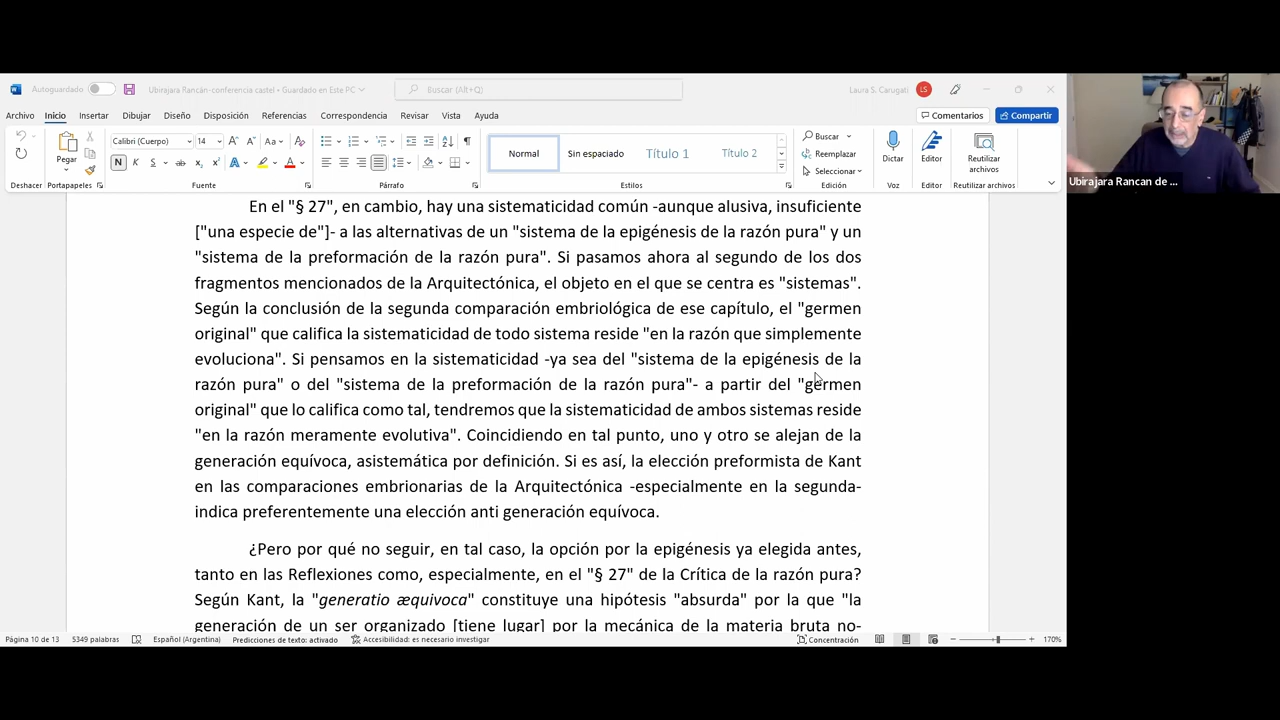 Autoguardado
Ubirajara Rancán-conferencia castel • Guardado en Este PC
Buscar (Alt+Q)
Laura S. Carugati
LS
Archivo Inicio Insertar Dibujar Diseño Disposición Referencias Correspondencia Revisar Vista Ayuda
Comentarios Compartir
Calibri (Cuerpo) 14
Pegar
N K S
Normal Sin espaciado Título 1 Título 2
Buscar
Reemplazar
Seleccionar
Dictar
Editor
Reutilizar
archivos
Deshacer Portapapeles Fuente Párrafo Estilos Edición Voz Editor Reutilizar archivos
Ubirajara Rancan de ...
En el "§ 27", en cambio, hay una sistematicidad común -aunque alusiva, insuficiente
["una especie de"]- a las alternativas de un "sistema de la epigénesis de la razón pura" y un
"sistema de la preformación de la razón pura". Si pasamos ahora al segundo de los dos
fragmentos mencionados de la Arquitectónica, el objeto en el que se centra es "sistemas".
Según la conclusión de la segunda comparación embriológica de ese capítulo, el "germen
original" que califica la sistematicidad de todo sistema reside "en la razón que simplemente
evoluciona". Si pensamos en la sistematicidad -ya sea del "sistema de la epigénesis de la
razón pura" o del "sistema de la preformación de la razón pura"- a partir del "germen
original" que lo califica como tal, tendremos que la sistematicidad de ambos sistemas reside
"en la razón meramente evolutiva". Coincidiendo en tal punto, uno y otro se alejan de la
generación equívoca, asistemática por definición. Si es así, la elección preformista de Kant
en las comparaciones embrionarias de la Arquitectónica -especialmente en la segunda-
indica preferentemente una elección anti generación equívoca.
¿Pero por qué no seguir, en tal caso, la opción por la epigénesis ya elegida antes,
tanto en las Reflexiones como, especialmente, en el "§ 27" de la Crítica de la razón pura?
Según Kant, la "generatio æquivoca" constituye una hipótesis "absurda" por la que "la
generación de un ser organizado [tiene lugar] por la mecánica de la materia bruta no-
Página 10 de 13 5349 palabras Español (Argentina) Predicciones de texto: activado Accesibilidad: es necesario investigar Concentración 170%